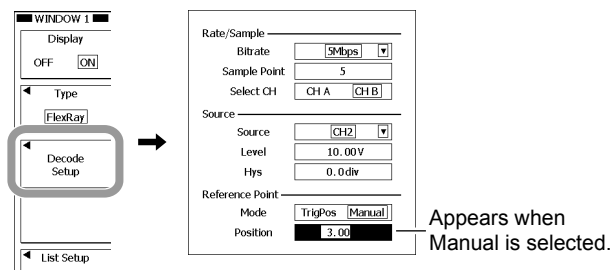 WINDOW 1
Display
OFF ON
Type
FlexRay
Decode
Setup
List Setup
Rate/Sample
Bitrate 5Mbps
Sample Point 5
Select CH CH A CH B
Source
Source CH2
Level 10.00V
Hys 0.0div
Reference Point
Mode TrigPos Manual
Position 3.00
Appears when
Manual is selected.